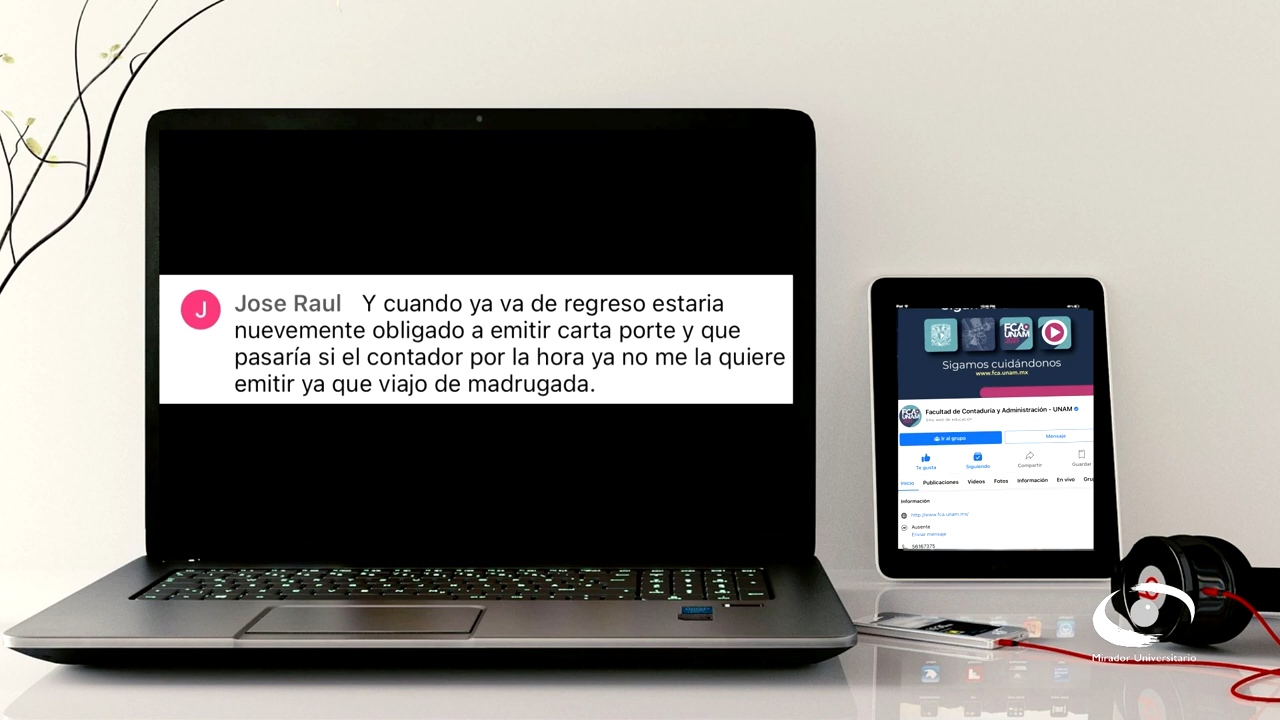 J
Jose Raul Y cuando ya va de regreso estaria
nuevemente obligado a emitir carta porte y que
pasaría si el contador por la hora ya no me la quiere
emitir ya que viajo de madrugada.
FCA
UNAM
Sigamos cuidándonos
www.fca.unam.mx
FCA
UNAM
Facultad de Contaduría y Administración - UNAM
Ir al grupo
Mensaje
Te gusta
Siguiendo
Compartir
Guardar
Inicio
Publicaciones
Videos
Fotos
Información
En vivo
Gru
Información
http://www.fca.unam.mx/
Ausente
Enviar mensaje
56167375
Mirador Universitario